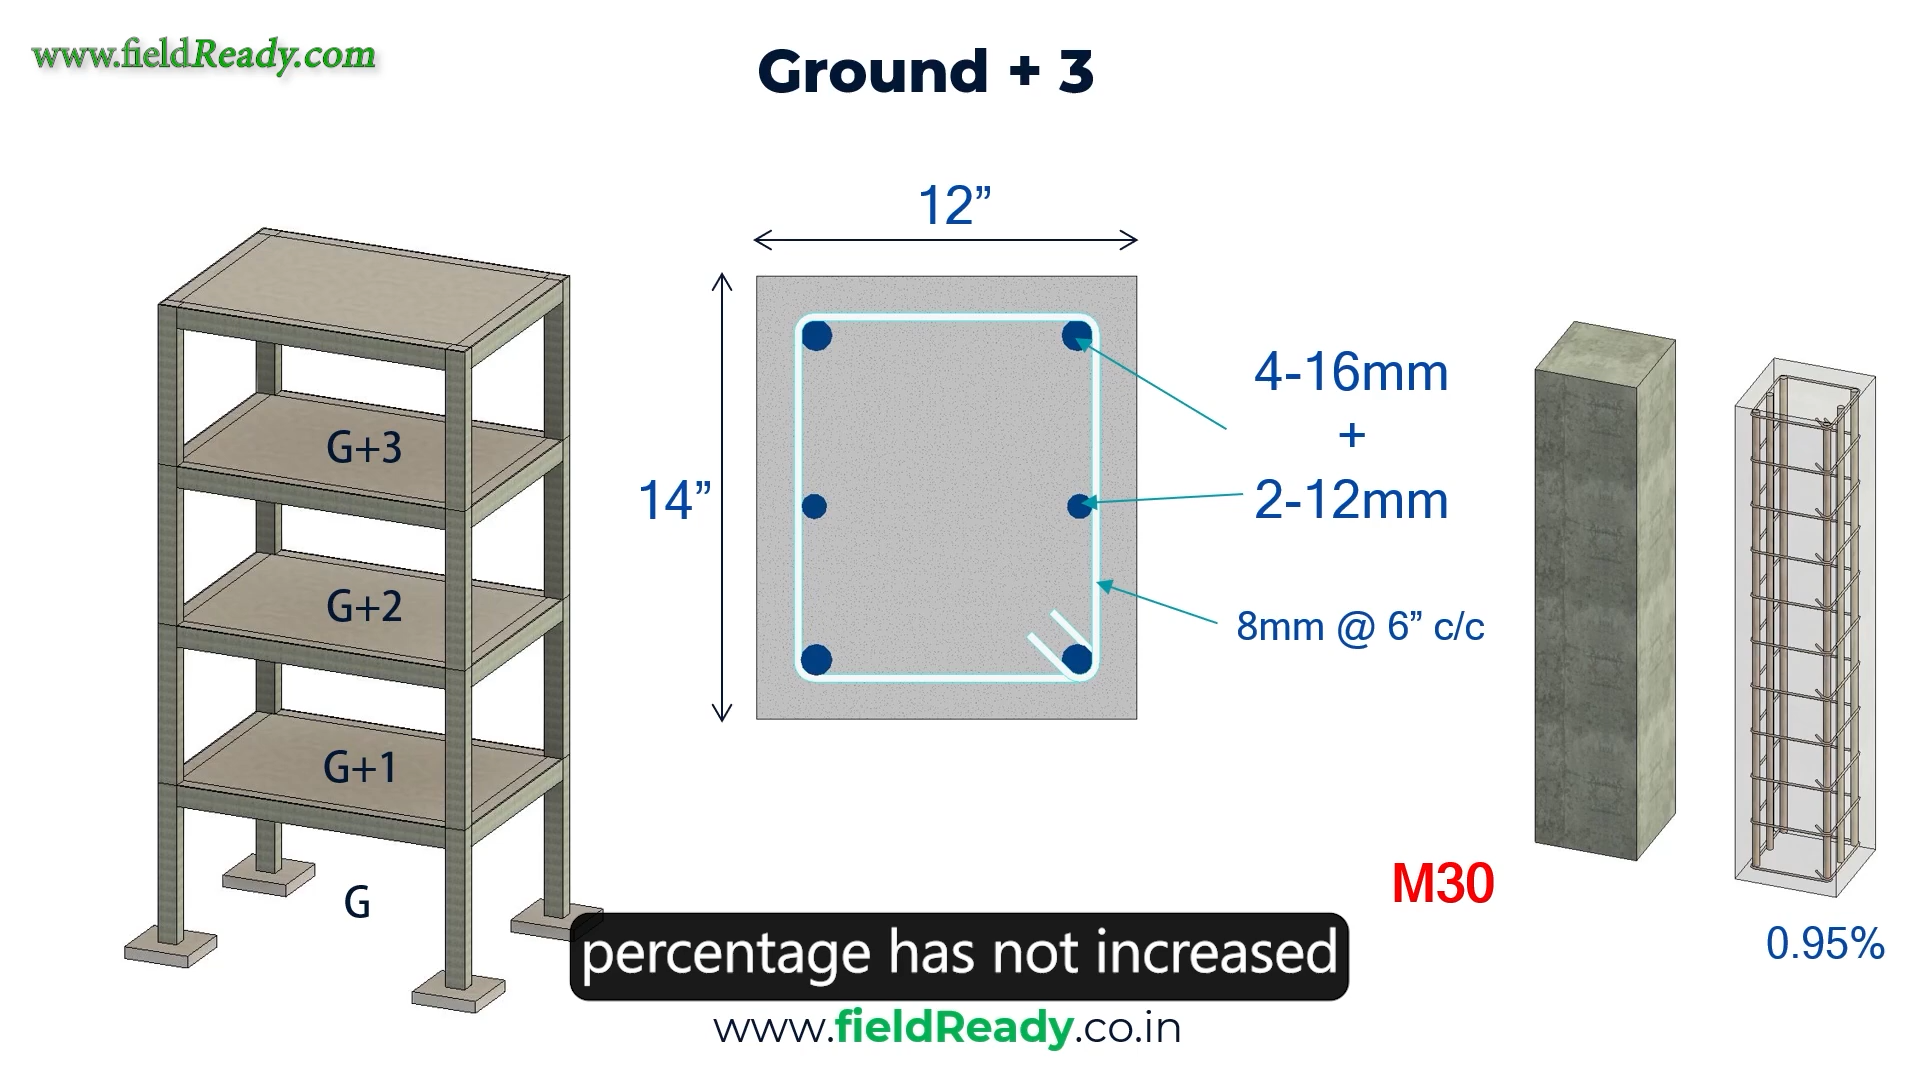 www.fieldReady.com
Ground + 3
12”
14”
4-16mm
+
2-12mm
8mm @ 6” c/c
G+3
G+2
G+1
G
M30
0.95%
percentage has not increased
www.fieldReady.co.in